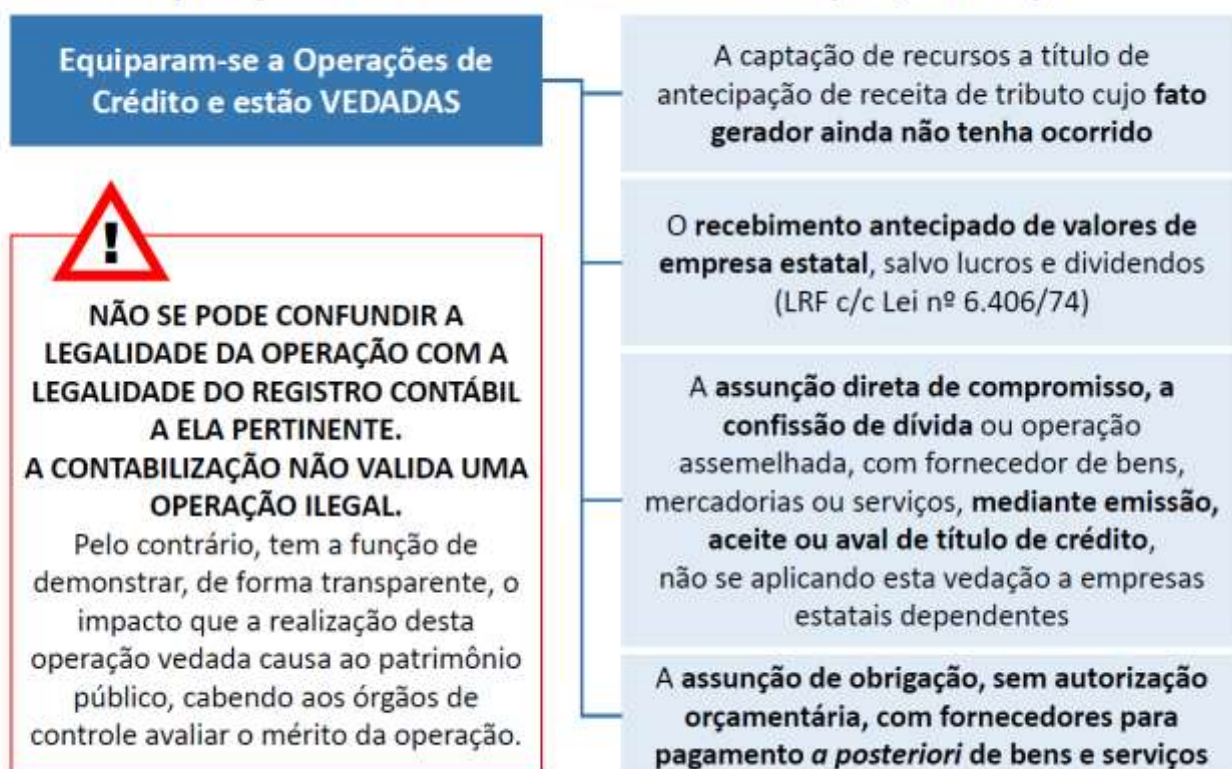 Equiparam-se a Operações de
Crédito e estão VEDADAS
!
NÃO SE PODE CONFUNDIR A
LEGALIDADE DA OPERAÇÃO COM A
LEGALIDADE DO REGISTRO CONTÁBIL
A ELA PERTINENTE.
A CONTABILIZAÇÃO NÃO VALIDA UMA
OPERAÇÃO ILEGAL.
Pelo contrário, tem a função de
demonstrar, de forma transparente, o
impacto que a realização desta
operação vedada causa ao patrimônio
público, cabendo aos órgãos de
controle avaliar o mérito da operação.
A captação de recursos a título de
antecipação de receita de tributo cujo fato
gerador ainda não tenha ocorrido
O recebimento antecipado de valores de
empresa estatal, salvo lucros e dividendos
(LRF c/c Lei nº 6.406/74)
A assunção direta de compromisso, a
confissão de dívida ou operação
assemelhada, com fornecedor de bens,
mercadorias ou serviços, mediante emissão,
aceite ou aval de título de crédito,
não se aplicando esta vedação a empresas
estatais dependentes
A assunção de obrigação, sem autorização
orçamentária, com fornecedores para
pagamento a posteriori de bens e serviços